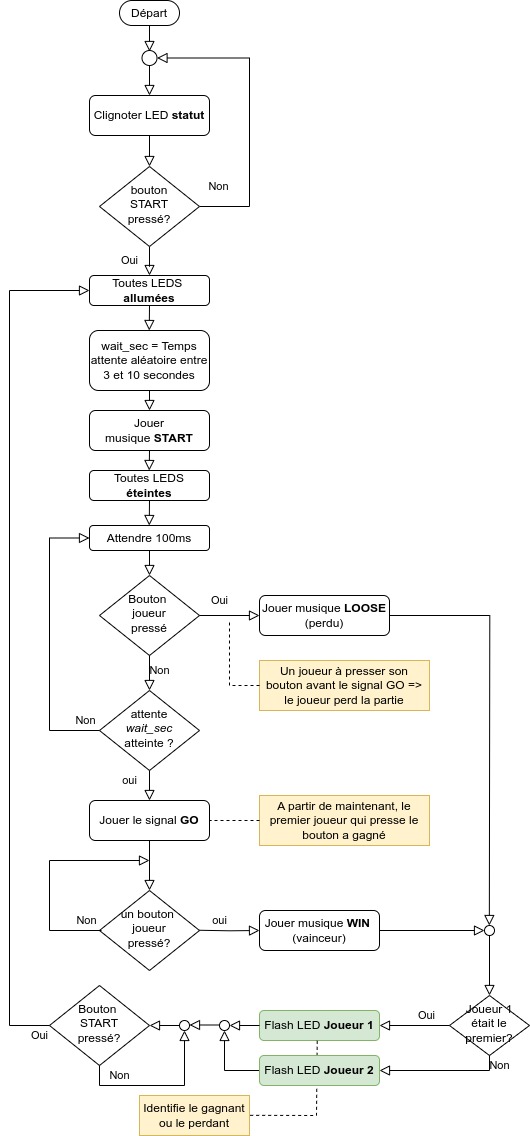 Départ
Clignoter LED statut
bouton
START
pressé?
Non
Oui
Toutes LEDS
allumées
wait_sec = Temps
attente aléatoire entre
3 et 10 secondes
Jouer
musique START
Toutes LEDS
éteintes
Attendre 100ms
Bouton
joueur
pressé
Oui
Jouer musique LOOSE
(perdu)
Non
Un joueur à presser son
bouton avant le signal GO =>
le joueur perd la partie
attente
wait_sec
atteinte ?
Non
oui
Jouer le signal GO
A partir de maintenant, le
premier joueur qui presse le
bouton a gagné
un bouton
joueur
pressé?
Non
oui
Jouer musique WIN
(vainceur)
Joueur 1
était le
premier?
Oui
Non
Flash LED Joueur 1
Flash LED Joueur 2
Bouton
START
pressé?
Oui
Non
Identifie le gagnant
ou le perdant